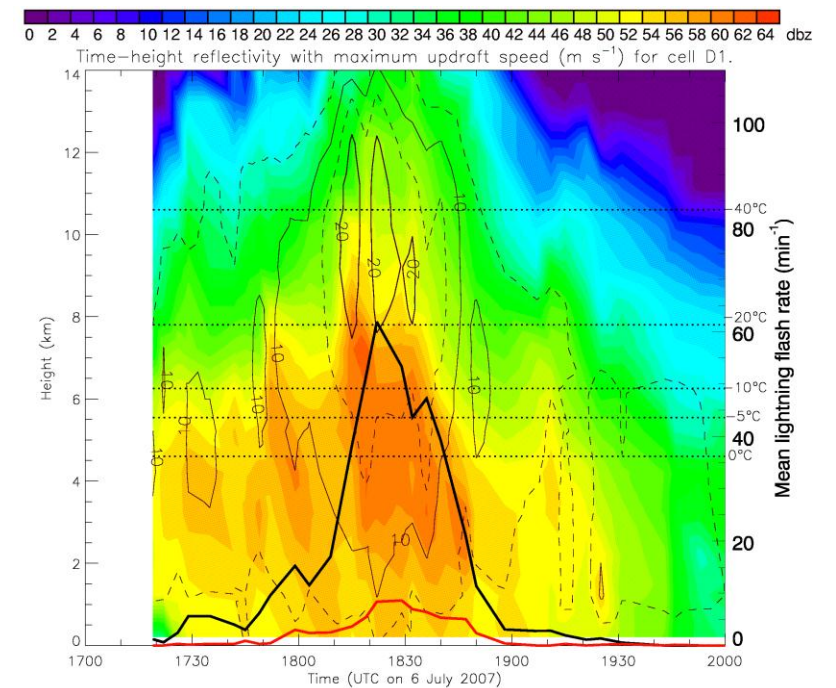 0 2 4 6 8 10 12 14 16 18 20 22 24 26 28 30 32 34 36 38 40 42 44 46 48 50 52 54 56 58 60 62 64 dbz
Time-height reflectivity with maximum updraft speed (m s⁻¹) for cell D1.
14
12
10
8
6
4
2
0
Height (km)
100
80
60
40
20
0
Mean lightning flash rate (min⁻¹)
-40°C
-20°C
-10°C
-5°C
0°C
10
20
20
20
10
10
10
10
10
10
1700 1730 1800 1830 1900 1930 2000
Time (UTC on 6 July 2007)